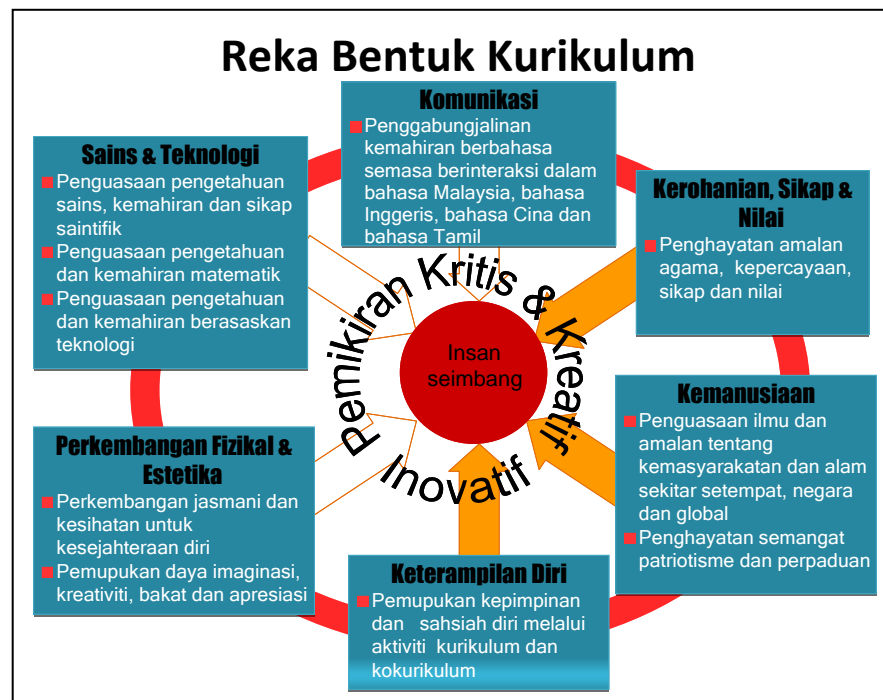 Reka Bentuk Kurikulum
Komunikasi
Penggabungjalinan
kemahiran berbahasa
semasa berinteraksi dalam
bahasa Malaysia, bahasa
Inggeris, bahasa Cina dan
bahasa Tamil
Sains & Teknologi
Penguasaan pengetahuan
sains, kemahiran dan sikap
saintifik
Penguasaan pengetahuan
dan kemahiran matematik
Penguasaan pengetahuan
dan kemahiran berasaskan
teknologi
Kerohanian, Sikap &
Nilai
Penghayatan amalan
agama, kepercayaan,
sikap dan nilai
Pemikiran Kritis & Kreatif
Inovatif
Insan
seimbang
Kemanusiaan
Penguasaan ilmu dan
amalan tentang
kemasyarakatan dan alam
sekitar setempat, negara
dan global
Penghayatan semangat
patriotisme dan perpaduan
Perkembangan Fizikal &
Estetika
Perkembangan jasmani dan
kesihatan untuk
kesejahteraan diri
Pemupukan daya imaginasi,
kreativiti, bakat dan apresiasi
Keterampilan Diri
Pemupukan kepimpinan
dan sahsiah diri melalui
aktiviti kurikulum dan
kokurikulum